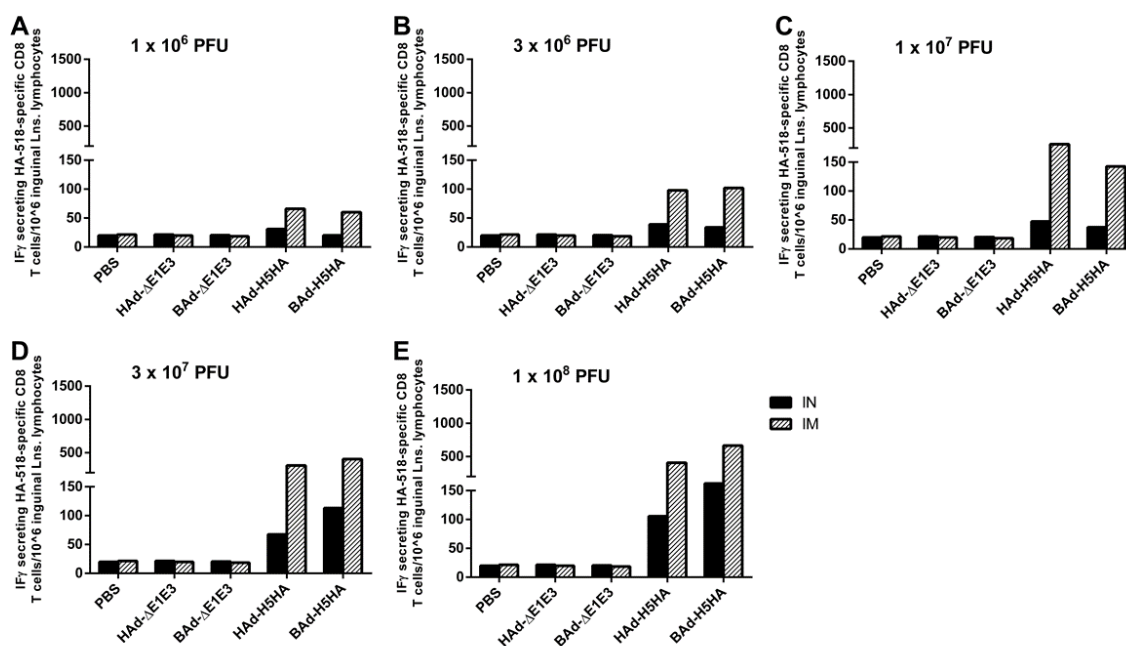 A
1 x 10⁶ PFU
IFγ secreting HA-518-specific CD8
T cells/10^6 inguinal Lns. lymphocytes
1500
1000
500
150
100
50
0
PBS
HAd-ΔE1E3
BAd-ΔE1E3
HAd-H5HA
BAd-H5HA
B
3 x 10⁶ PFU
IFγ secreting HA-518-specific CD8
T cells/10^6 inguinal Lns. lymphocytes
1500
1000
500
150
100
50
0
PBS
HAd-ΔE1E3
BAd-ΔE1E3
HAd-H5HA
BAd-H5HA
C
1 x 10⁷ PFU
IFγ secreting HA-518-specific CD8
T cells/10^6 inguinal Lns. lymphocytes
1500
1000
500
150
100
50
0
PBS
HAd-ΔE1E3
BAd-ΔE1E3
HAd-H5HA
BAd-H5HA
D
3 x 10⁷ PFU
IFγ secreting HA-518-specific CD8
T cells/10^6 inguinal Lns. lymphocytes
1500
1000
500
150
100
50
0
PBS
HAd-ΔE1E3
BAd-ΔE1E3
HAd-H5HA
BAd-H5HA
E
1 x 10⁸ PFU
IFγ secreting HA-518-specific CD8
T cells/10^6 inguinal Lns. lymphocytes
1500
1000
500
150
100
50
0
PBS
HAd-ΔE1E3
BAd-ΔE1E3
HAd-H5HA
BAd-H5HA
IN
IM